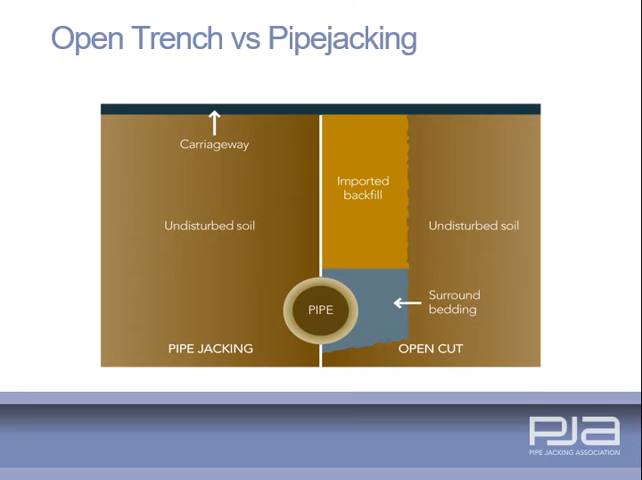 Open Trench vs Pipejacking
Carriageway
Imported
backfill
Undisturbed soil
Undisturbed soil
Surround
bedding
PIPE
PIPE JACKING
OPEN CUT
PJA
PIPE JACKING ASSOCIATION